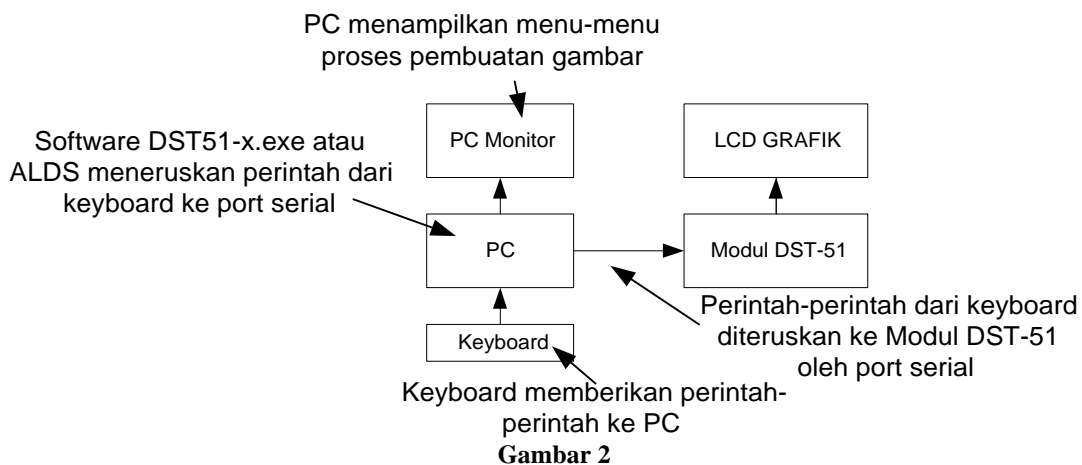 PC menampilkan menu-menu
proses pembuatan gambar
PC Monitor
LCD GRAFIK
Software DST51-x.exe atau
ALDS meneruskan perintah dari
keyboard ke port serial
PC
Modul DST-51
Perintah-perintah dari keyboard
diteruskan ke Modul DST-51
oleh port serial
Keyboard
Keyboard memberikan perintah-
perintah ke PC
Gambar 2